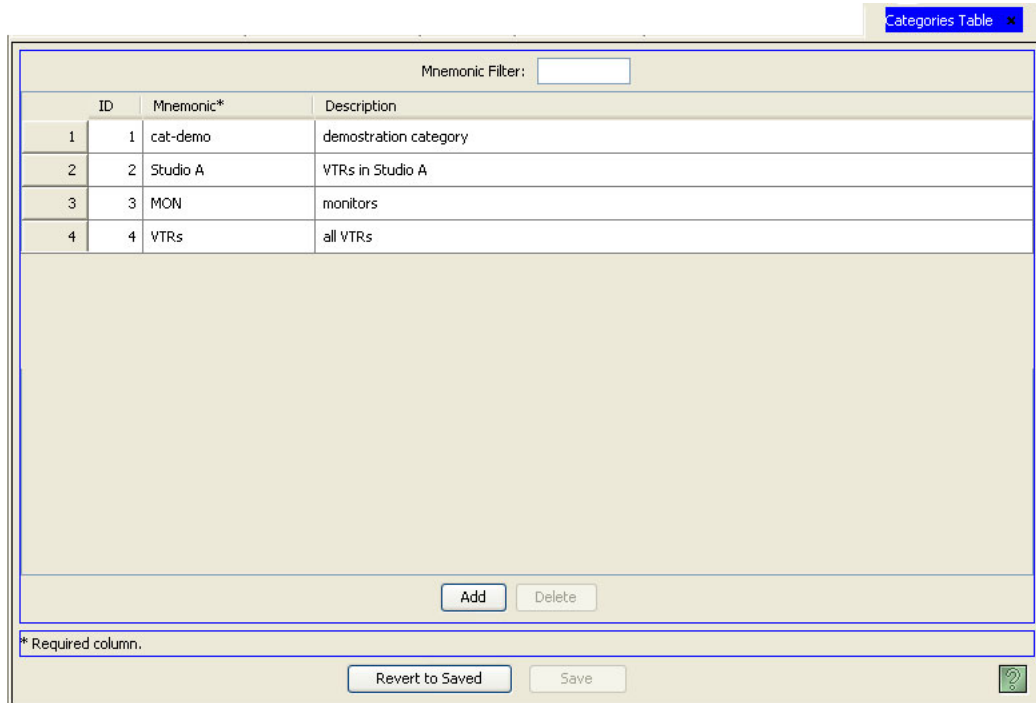 Categories Table ×
Mnemonic Filter:
ID Mnemonic* Description
1 1 cat-demo demostration category
2 2 Studio A VTRs in Studio A
3 3 MON monitors
4 4 VTRs all VTRs
Add Delete
* Required column.
Revert to Saved Save ?